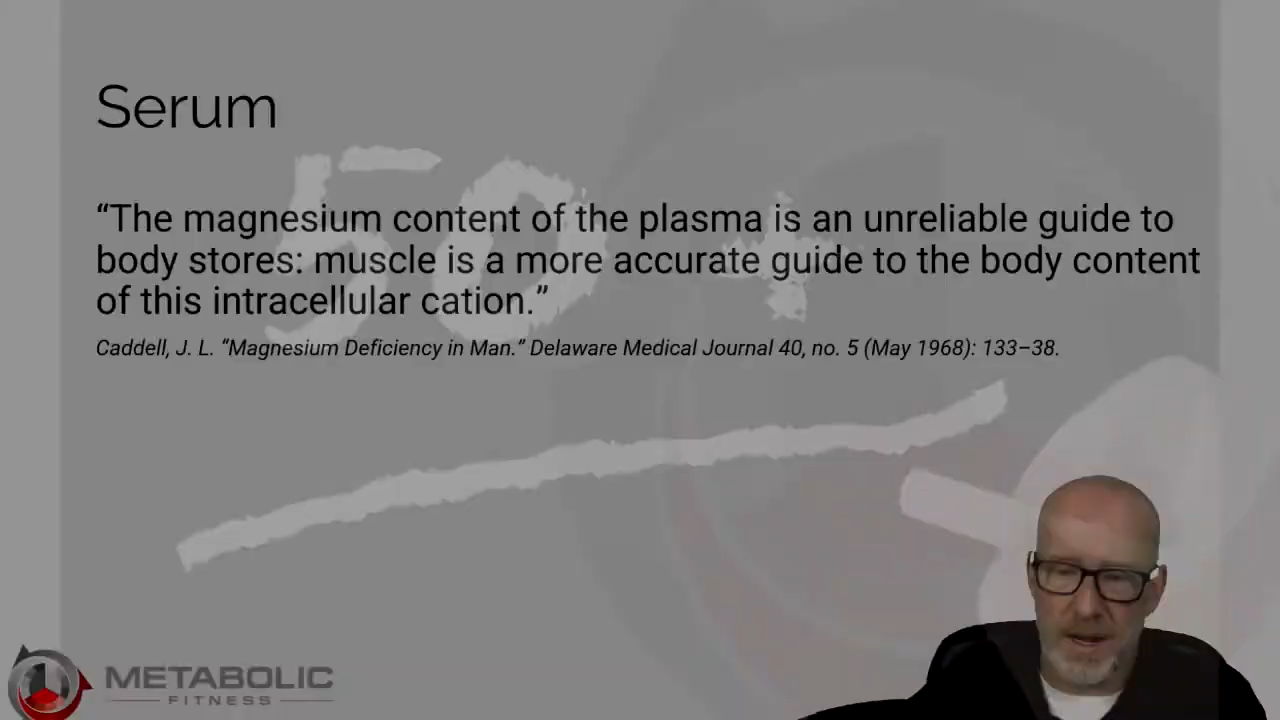 Serum
“The magnesium content of the plasma is an unreliable guide to
body stores: muscle is a more accurate guide to the body content
of this intracellular cation.”
Caddell, J. L. “Magnesium Deficiency in Man.” Delaware Medical Journal 40, no. 5 (May 1968): 133–38.
50 +
METABOLIC
FITNESS